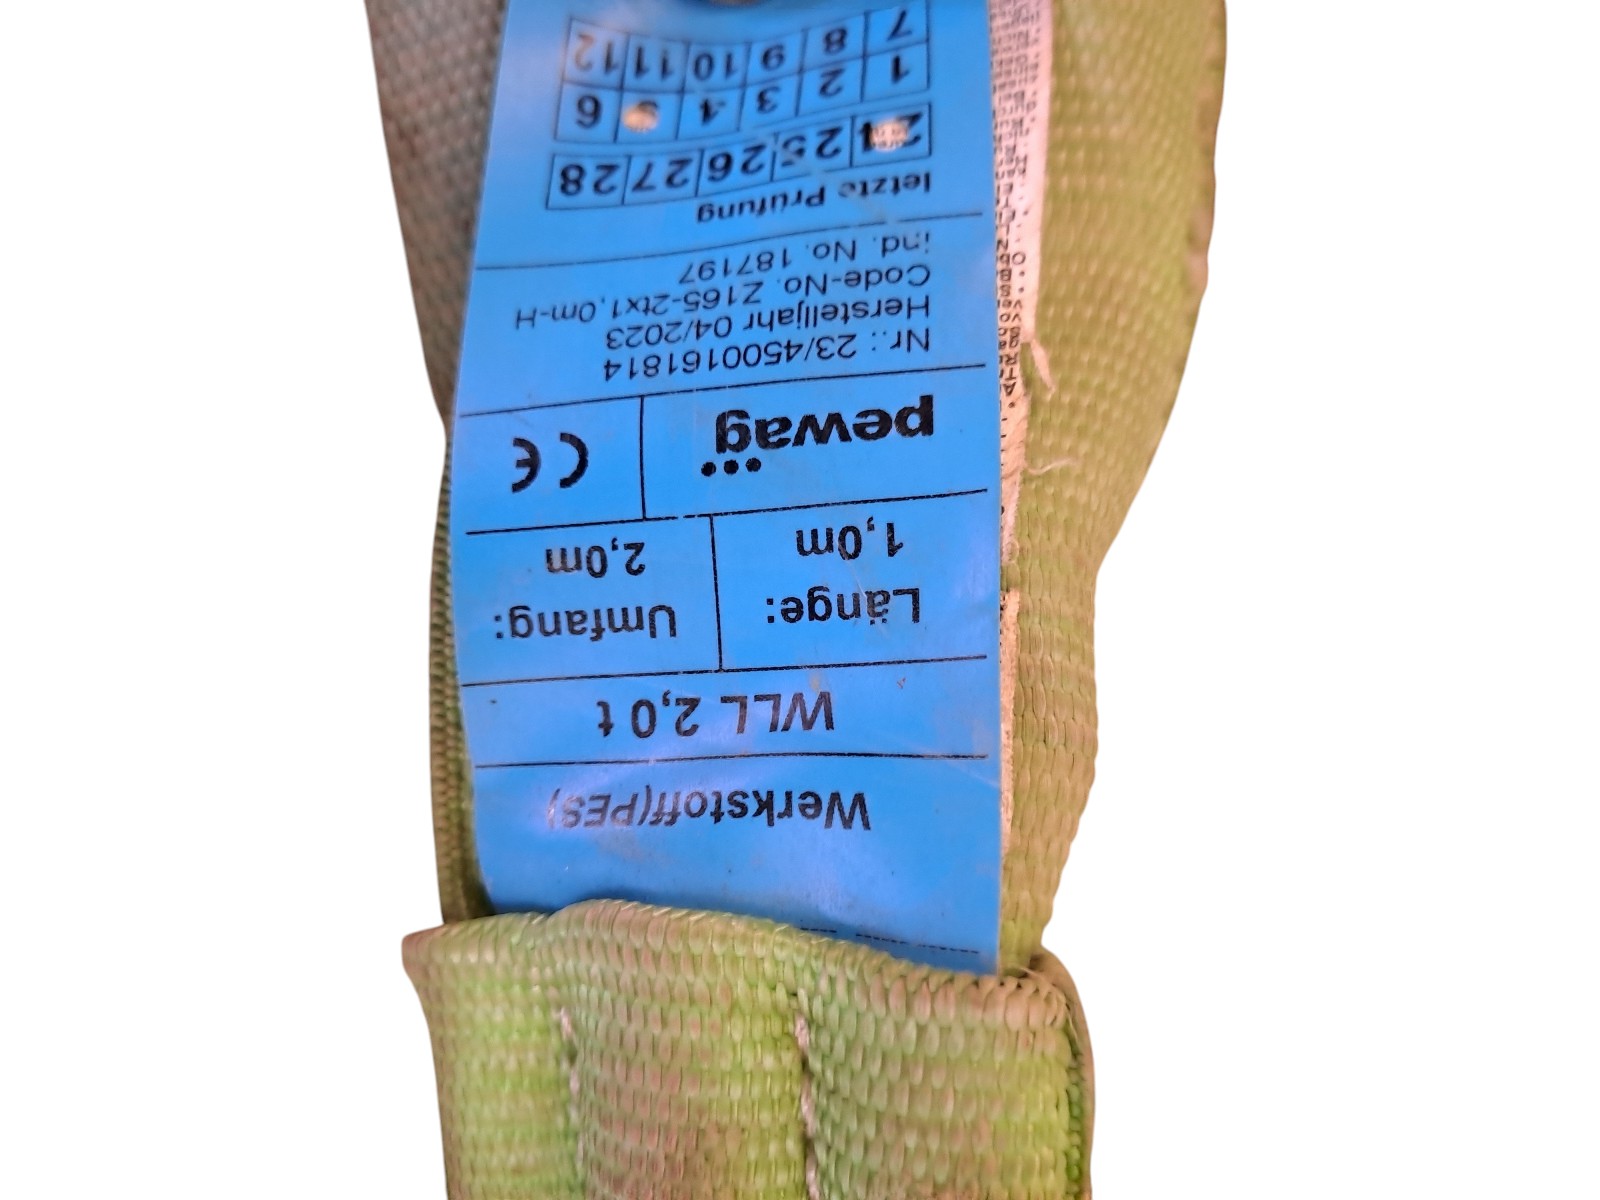 Werkstoff(PES)
WLL 2,0 t
Länge: Umfang:
1,0m 2,0m
pewag CE
Nr.: 23/4500161814
Herstelljahr 04/2023
Code-No. Z165-2tx1,0m-H
ind. No. 187197
letzte Prüfung
24 25 26 27 28
1 2 3 4 5 6
7 8 9 10 11 12